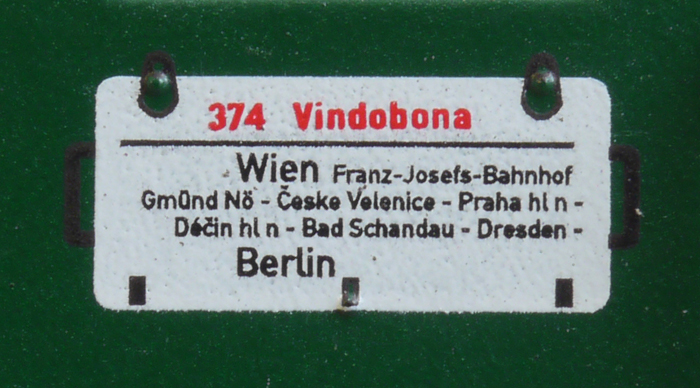 374 Vindobona
Wien Franz-Josefs-Bahnhof
Gmünd Nö - Česke Velenice - Praha hl n -
Děčin hl n - Bad Schandau - Dresden -
Berlin